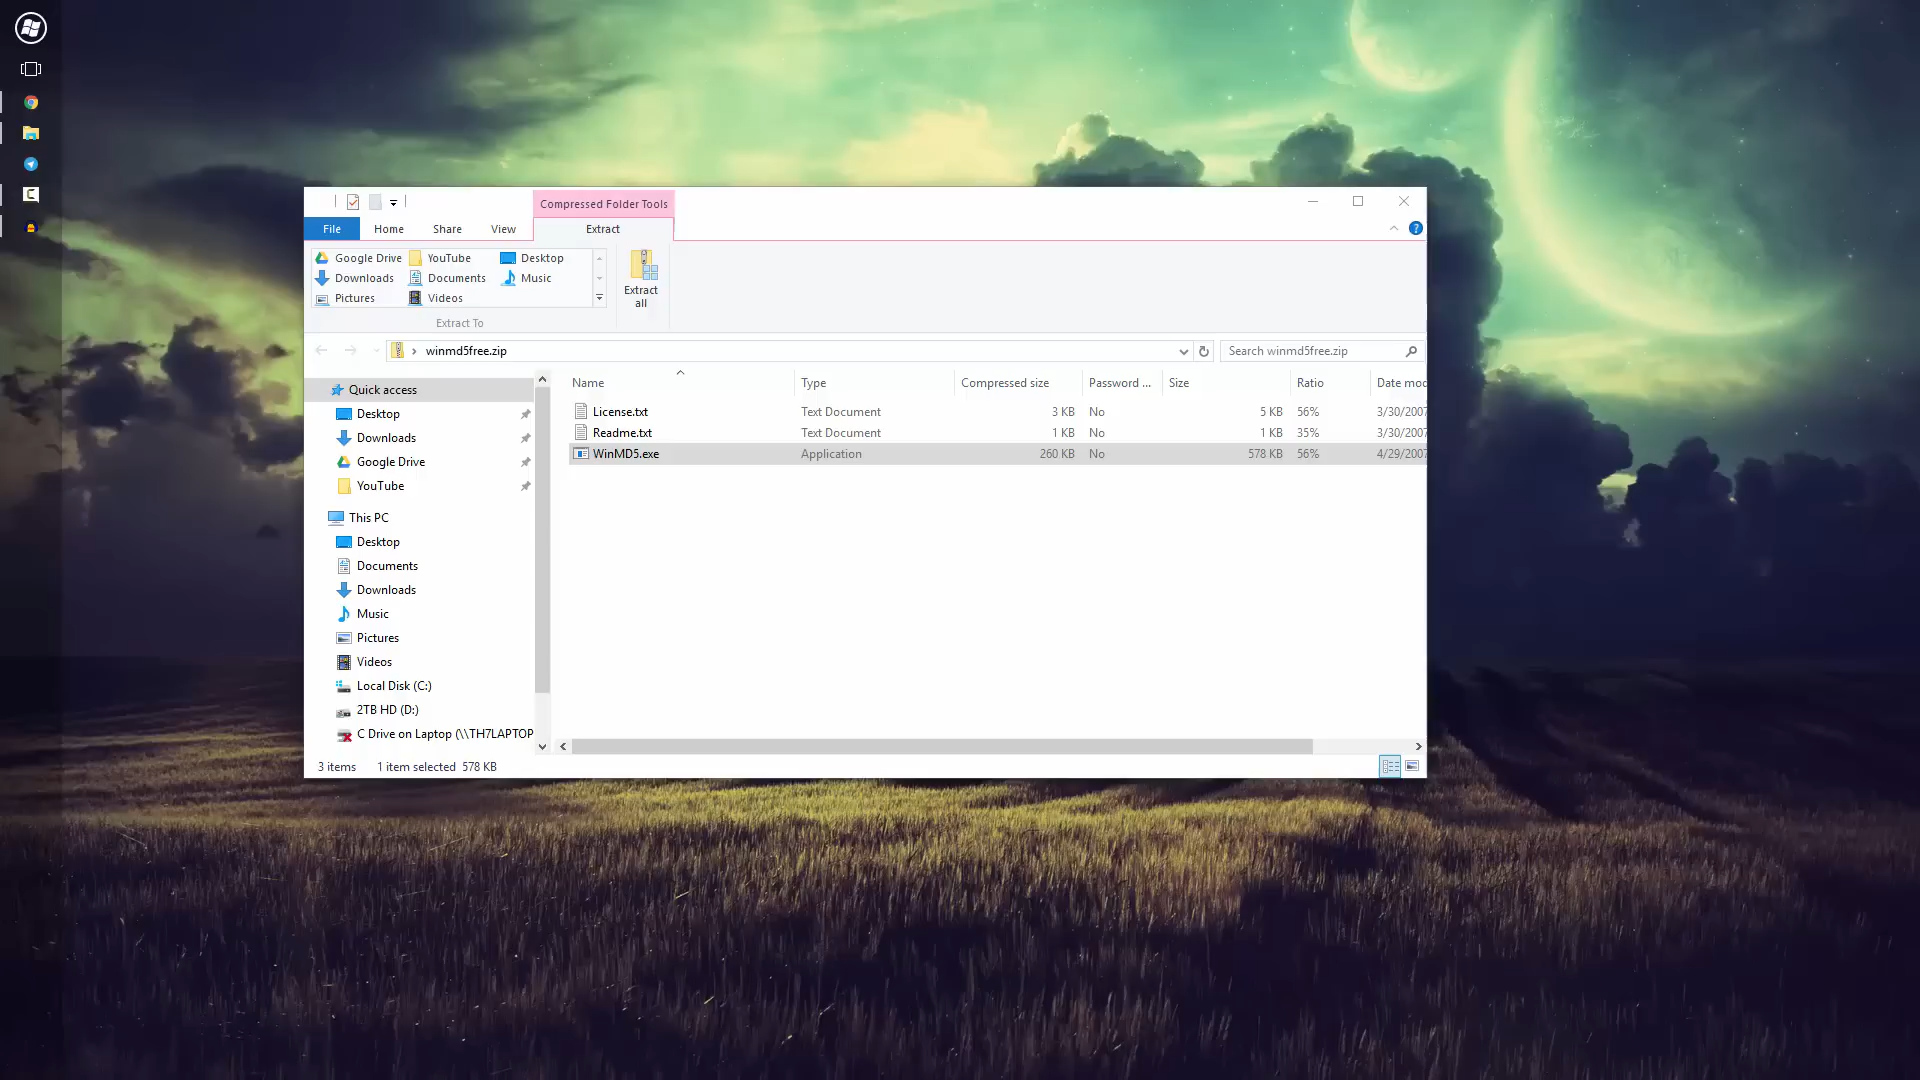 Compressed Folder Tools
File Home Share View Extract
Google Drive YouTube Desktop
Downloads Documents Music
Pictures Videos
Extract
all
Extract To
winmd5free.zip
Search winmd5free.zip
Name Type Compressed size Password ... Size Ratio Date mod
License.txt Text Document 3 KB No 5 KB 56% 3/30/2007
Readme.txt Text Document 1 KB No 1 KB 35% 3/30/2007
WinMD5.exe Application 260 KB No 578 KB 56% 4/29/2007
Quick access
Desktop
Downloads
Google Drive
YouTube
This PC
Desktop
Documents
Downloads
Music
Pictures
Videos
Local Disk (C:)
2TB HD (D:)
C Drive on Laptop (\\TH7LAPTOP
3 items 1 item selected 578 KB